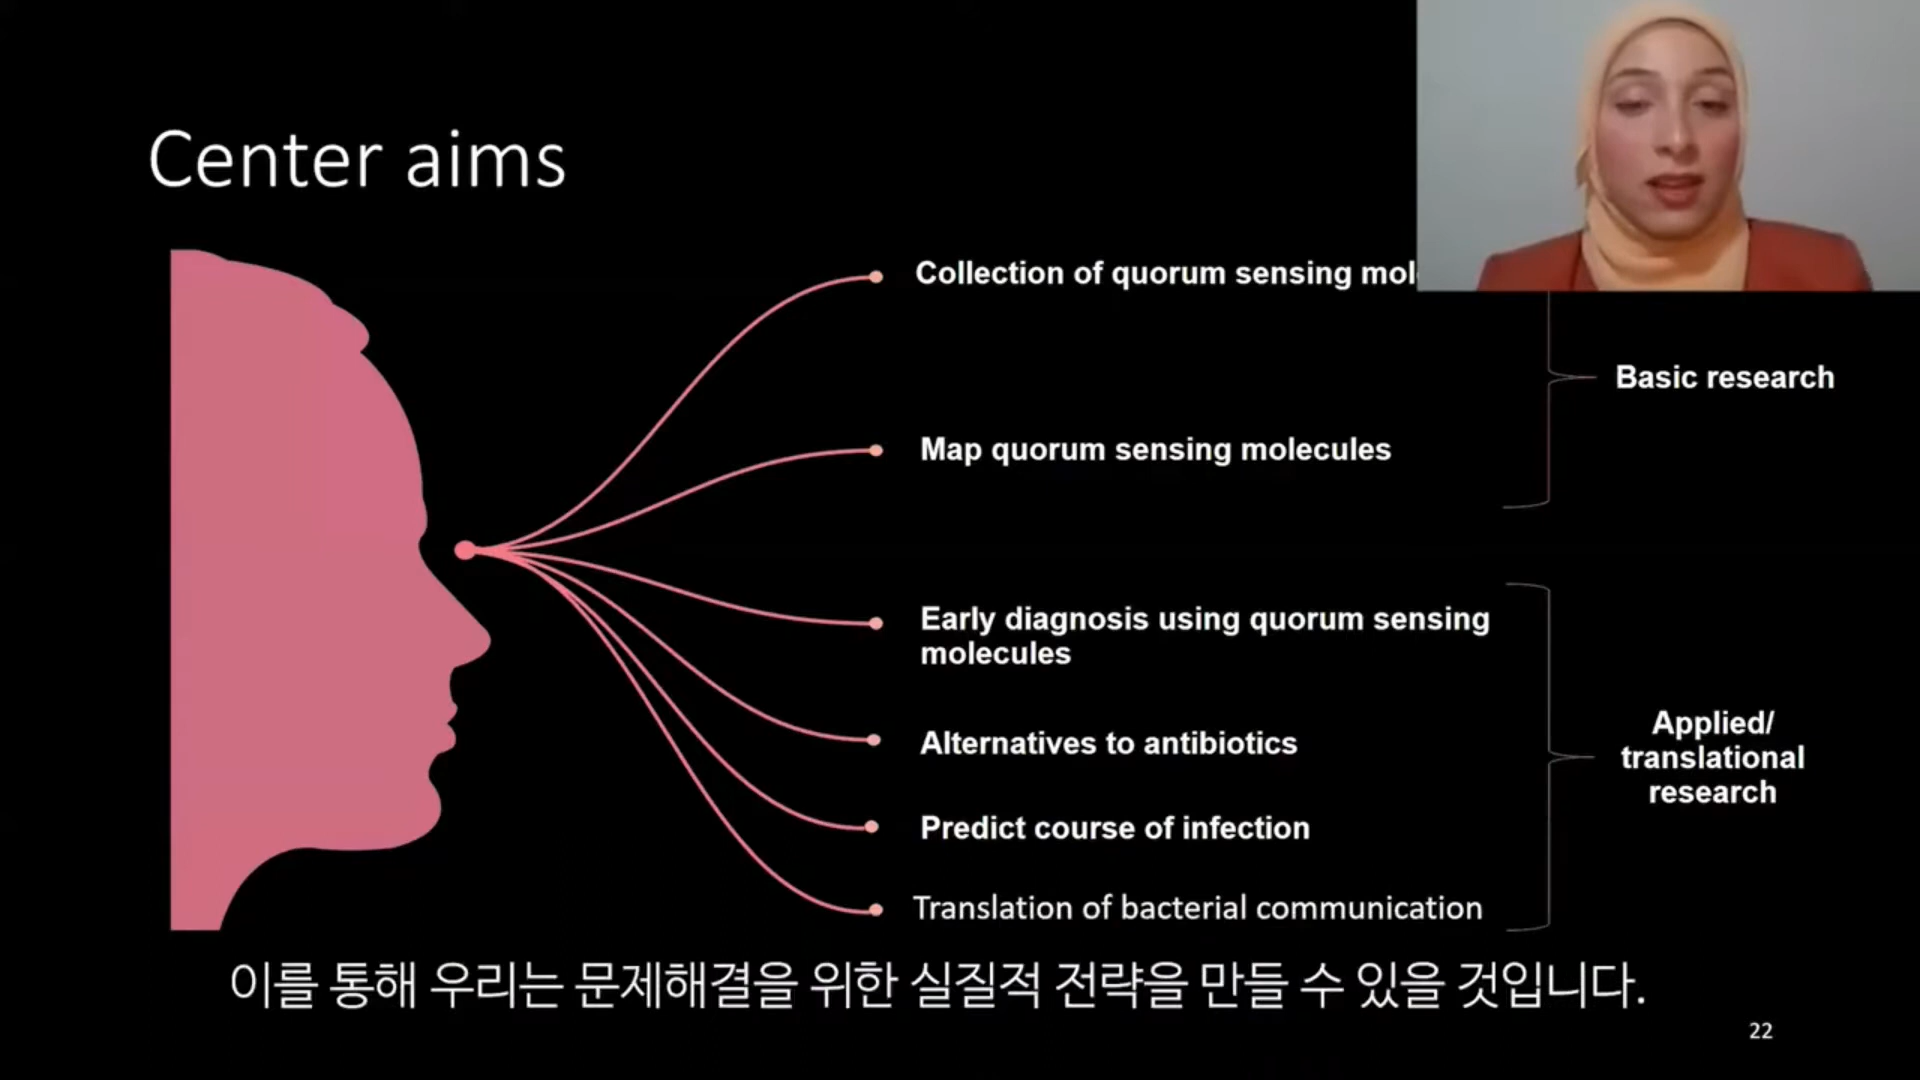 Center aims
Collection of quorum sensing
Map quorum sensing molecules
Basic research
Early diagnosis using quorum sensing
molecules
Alternatives to antibiotics
Predict course of infection
Translation of bacterial communication
Applied/
translational
research
이를 통해 우리는 문제해결을 위한 실질적 전략을 만들 수 있을 것입니다.
22